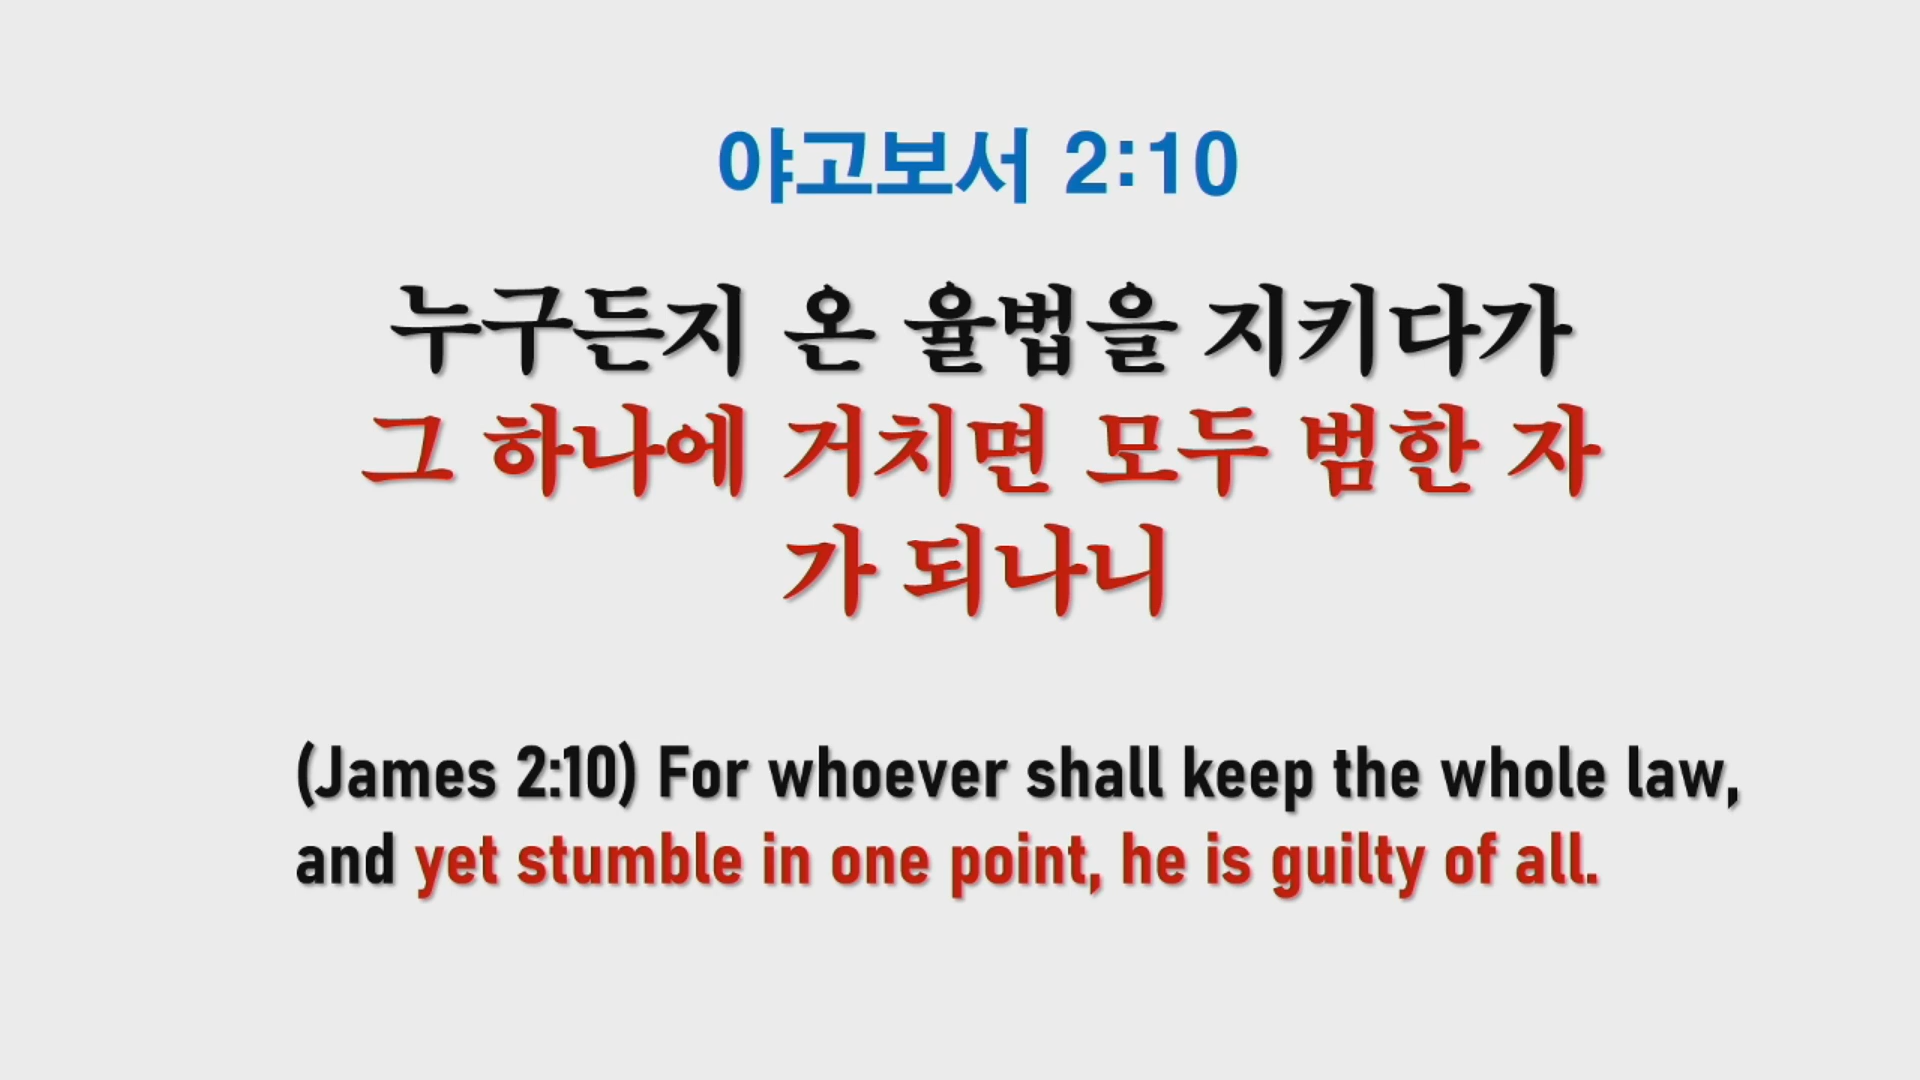 야고보서 2:10
누구든지 온 율법을 지키다가
그 하나에 거치면 모두 범한 자
가 되나니
(James 2:10) For whoever shall keep the whole law,
and yet stumble in one point, he is guilty of all.